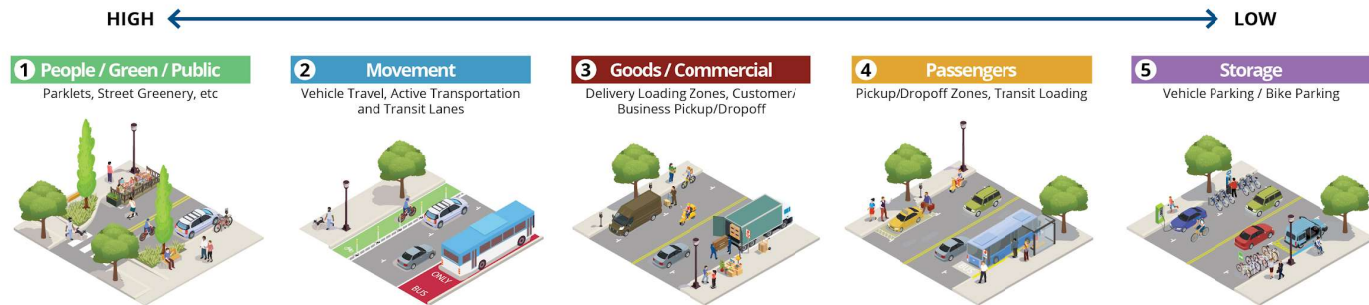 HIGH
LOW
1 People / Green / Public
Parklets, Street Greenery, etc
2 Movement
Vehicle Travel, Active Transportation
and Transit Lanes
3 Goods / Commercial
Delivery Loading Zones, Customer/
Business Pickup/Dropoff
4 Passengers
Pickup/Dropoff Zones, Transit Loading
5 Storage
Vehicle Parking / Bike Parking
ONLY
BUS